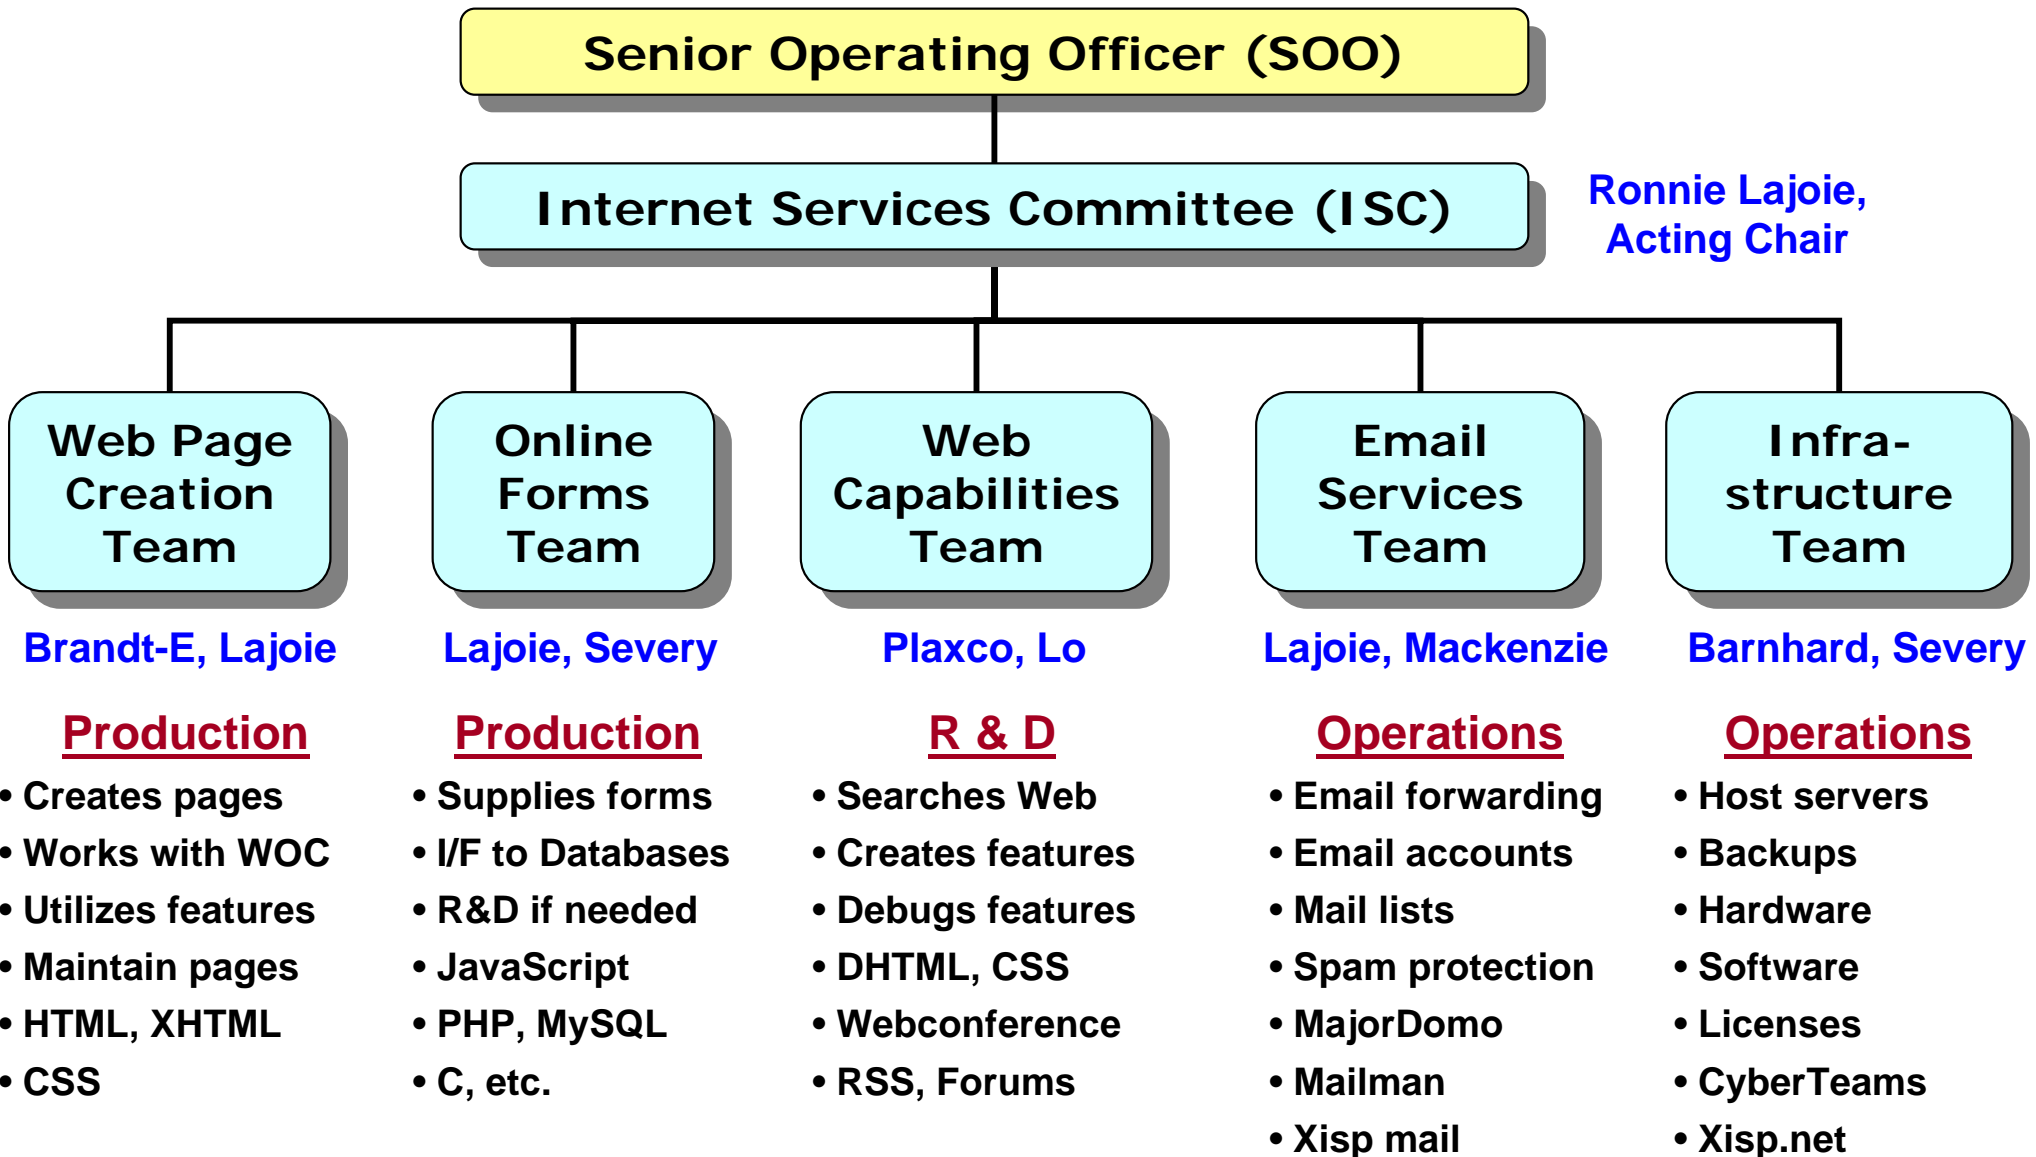 Senior Operating Officer (SOO)
Internet Services Committee (ISC)
Ronnie Lajoie,
Acting Chair
Web Page
Creation
Team
Brandt-E, Lajoie
Production
• Creates pages
• Works with WOC
• Utilizes features
• Maintain pages
• HTML, XHTML
• CSS
Online
Forms
Team
Lajoie, Severy
Production
• Supplies forms
• I/F to Databases
• R&D if needed
• JavaScript
• PHP, MySQL
• C, etc.
Web
Capabilities
Team
Plaxco, Lo
R & D
• Searches Web
• Creates features
• Debugs features
• DHTML, CSS
• Webconference
• RSS, Forums
Email
Services
Team
Lajoie, Mackenzie
Operations
• Email forwarding
• Email accounts
• Mail lists
• Spam protection
• MajorDomo
• Mailman
• Xisp mail
Infra-
structure
Team
Barnhard, Severy
Operations
• Host servers
• Backups
• Hardware
• Software
• Licenses
• CyberTeams
• Xisp.net